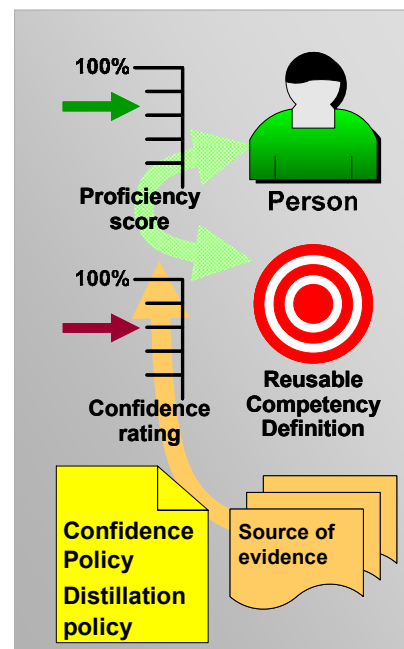 100%
Proficiency
score
Person
100%
Confidence
rating
Reusable
Competency
Definition
Confidence
Policy
Distillation
policy
Source of
evidence